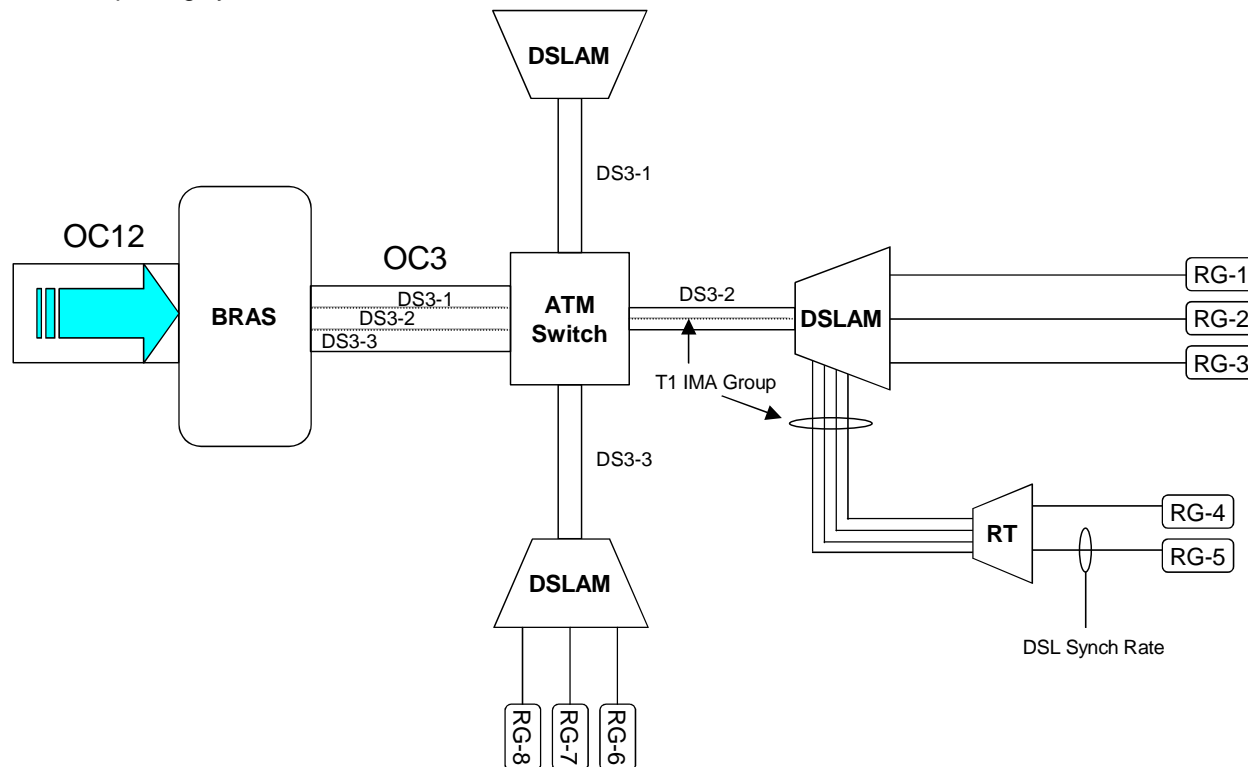 DSLAM
DS3-1
OC12
OC3
DS3-1
DS3-2
DS3-3
BRAS
ATM
Switch
DS3-2
DSLAM
RG-1
RG-2
RG-3
T1 IMA Group
DS3-3
RT
RG-4
RG-5
DSL Synch Rate
DSLAM
RG-8
RG-7
RG-6